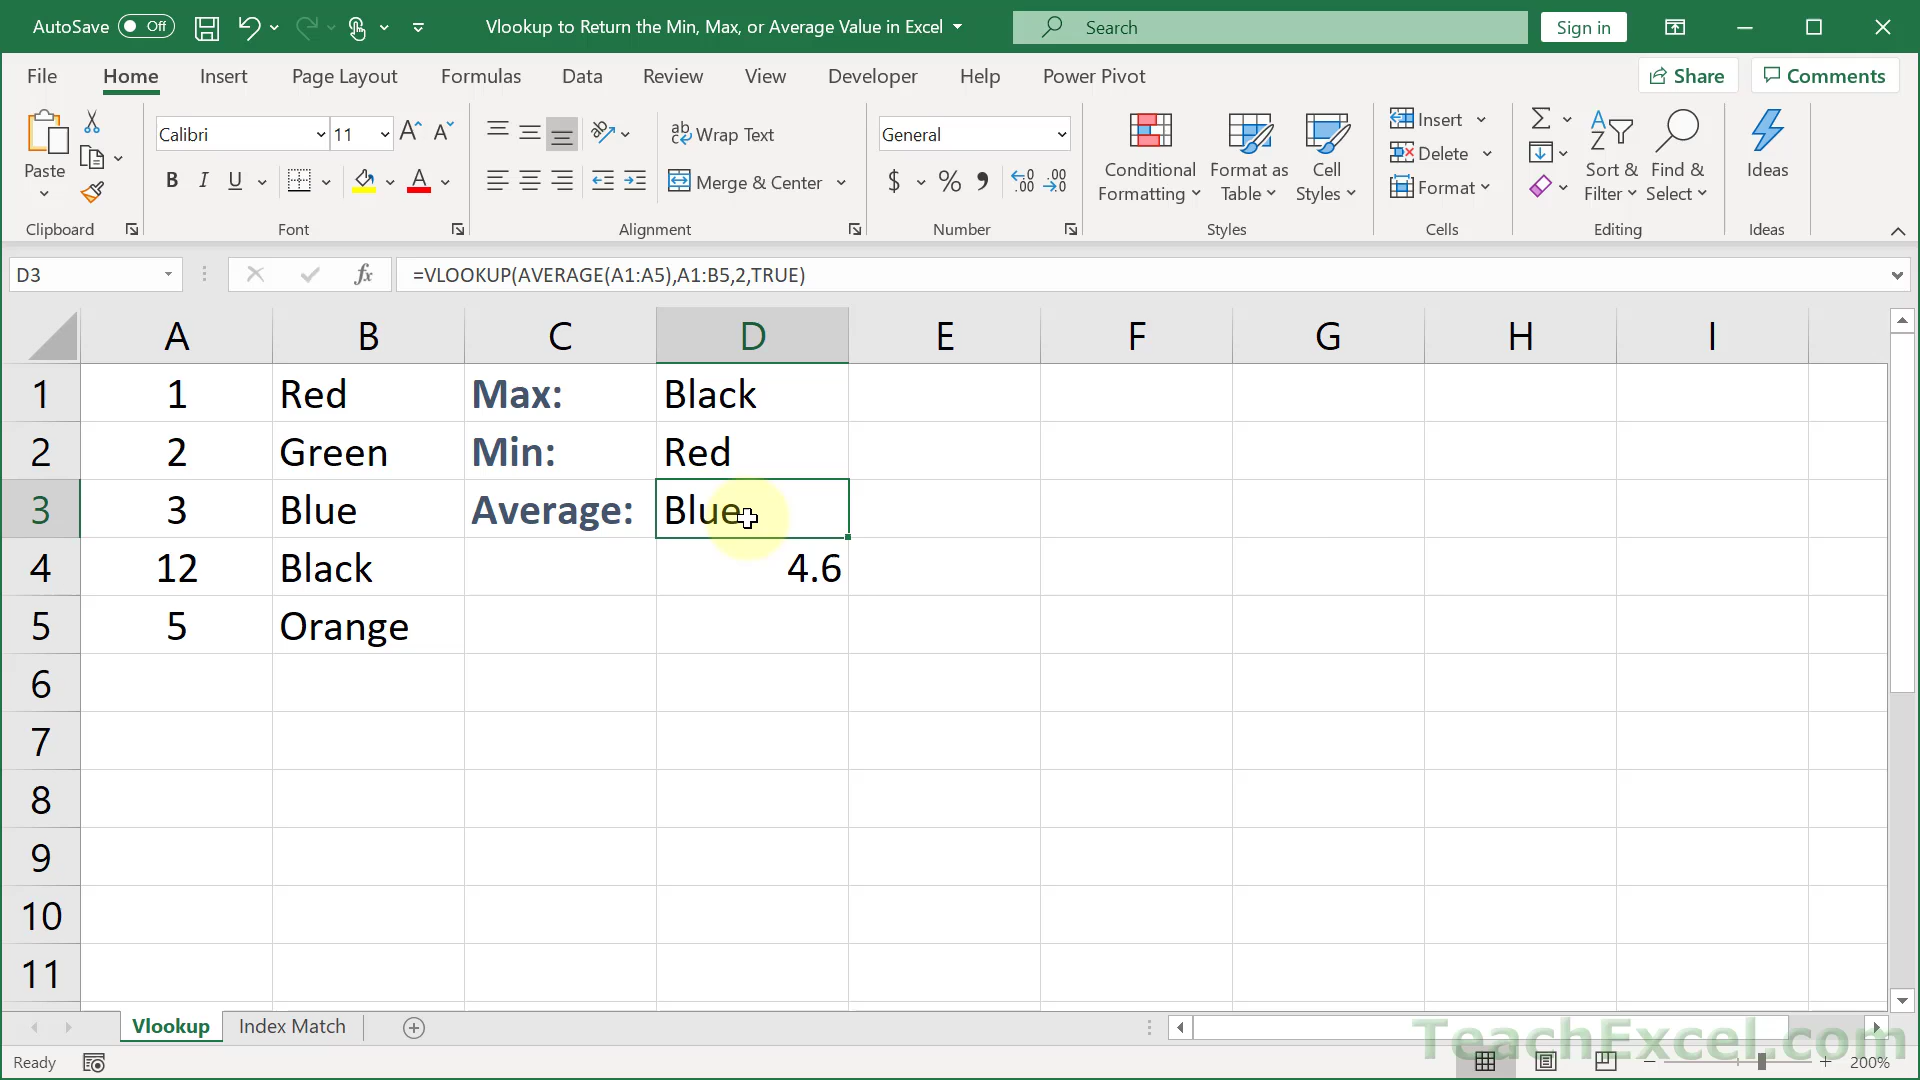 AutoSave Off Vlookup to Return the Min, Max, or Average Value in Excel Search Sign in
File Home Insert Page Layout Formulas Data Review View Developer Help Power Pivot Share Comments
Paste
Clipboard
Calibri 11
B I U
Font
Wrap Text
Merge & Center
Alignment
General
$ % , .00 .00
Number
Conditional Formatting
Format as Table
Cell Styles
Styles
Insert
Delete
Format
Cells
Sort & Filter
Find & Select
Editing
Ideas
Ideas
D3 fx =VLOOKUP(AVERAGE(A1:A5),A1:B5,2,TRUE)
A B C D E F G H I
1 1 Red Max: Black
2 2 Green Min: Red
3 3 Blue Average: Blue
4 12 Black 4.6
5 5 Orange
6
7
8
9
10
11
Vlookup Index Match
TeachExcel.com
Ready 200%